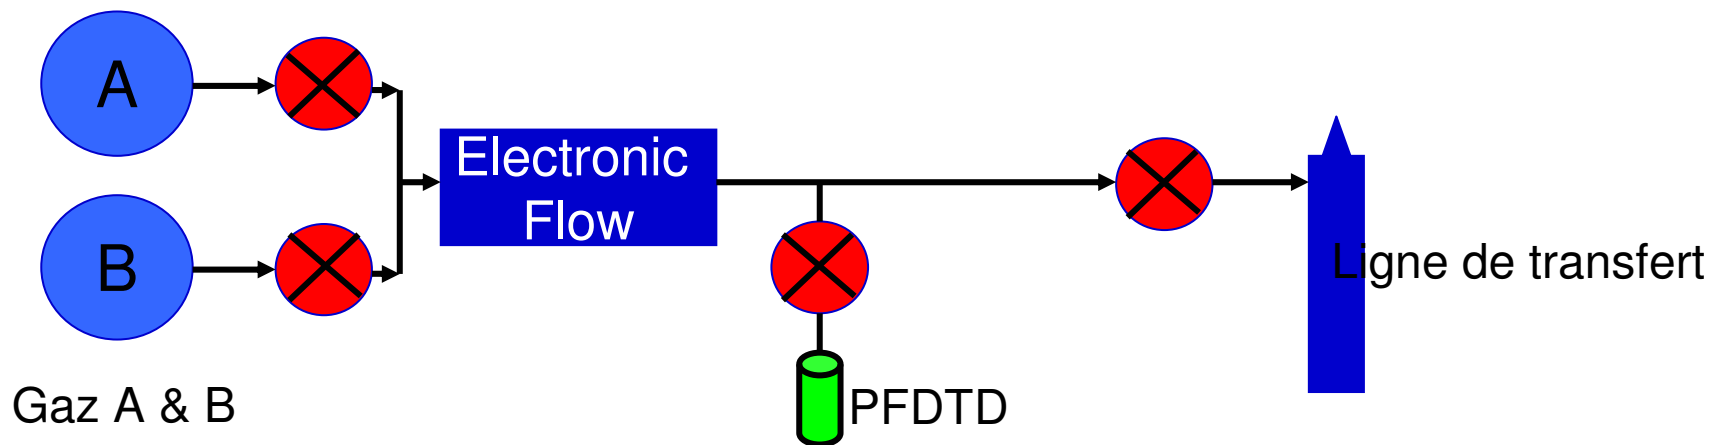 A
B
Electronic
Flow
Ligne de transfert
Gaz A & B
PFDTD